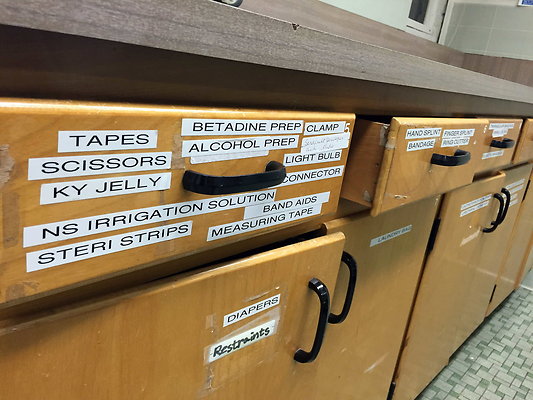 TAPES
SCISSORS
KY JELLY
NS IRRIGATION SOLUTION
STERI STRIPS
BETADINE PREP
ALCOHOL PREP
CLAMP
LIGHT BULB
CONNECTOR
BAND AIDS
MEASURING TAPE
HAND SPLINT
BANDAGE
FINGER SPLINT
RING CUTTER
DIAPERS
Restraints
LAUNDRY BAG